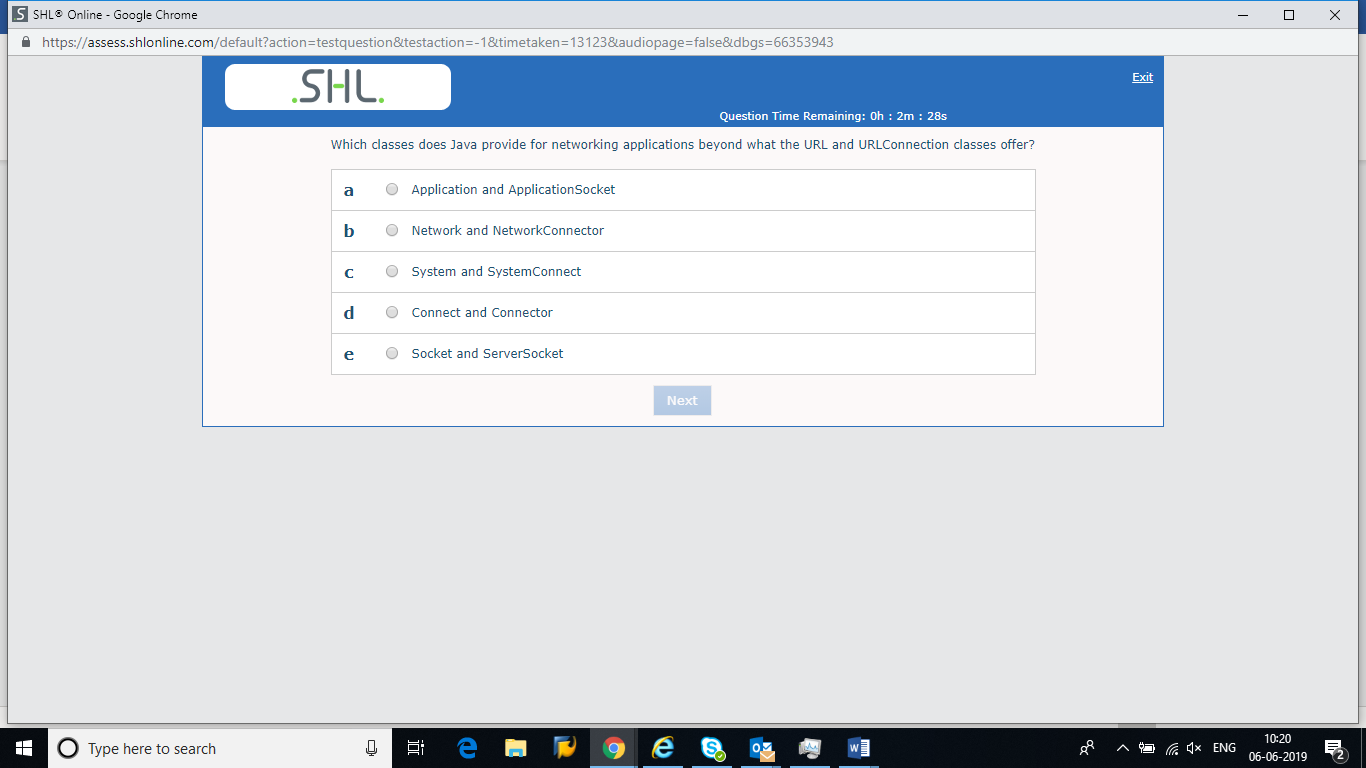 SHL® Online - Google Chrome
https://assess.shlonline.com/default?action=testquestion&testaction=-1&timetaken=13123&audiopage=false&dbgs=66353943
.SHL.
Exit
Question Time Remaining: 0h : 2m : 28s
Which classes does Java provide for networking applications beyond what the URL and URLConnection classes offer?
a Application and ApplicationSocket
b Network and NetworkConnector
c System and SystemConnect
d Connect and Connector
e Socket and ServerSocket
Next
Type here to search
ENG
10:20
06-06-2019
2